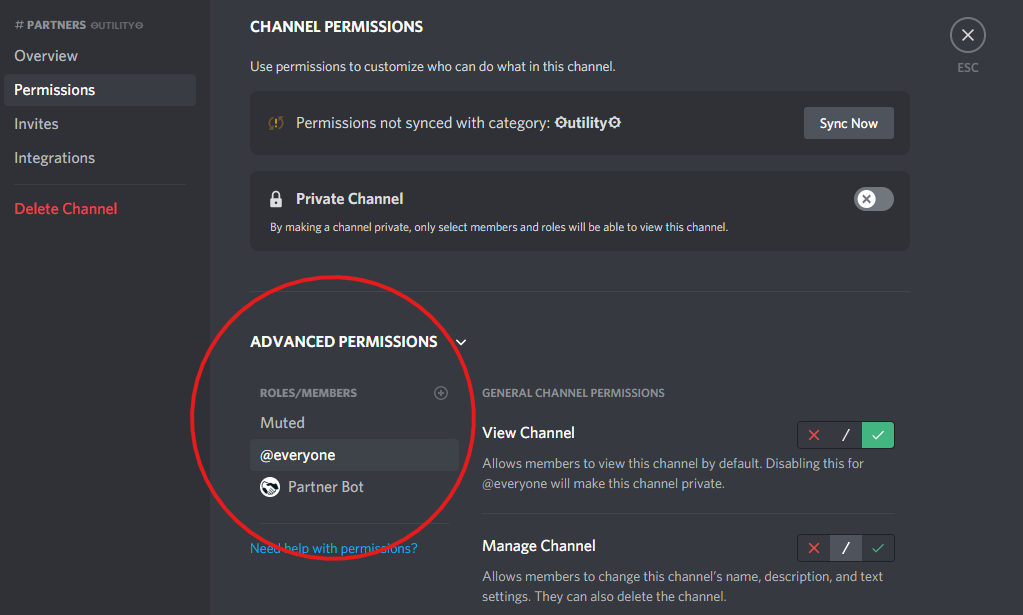 # PARTNERS ⚙UTILITY⚙
Overview
Permissions
Invites
Integrations
Delete Channel
CHANNEL PERMISSIONS
Use permissions to customize who can do what in this channel.
Permissions not synced with category: ⚙utility⚙
Sync Now
Private Channel
By making a channel private, only select members and roles will be able to view this channel.
ESC
ADVANCED PERMISSIONS
ROLES/MEMBERS
Muted
@everyone
Partner Bot
Need help with permissions?
GENERAL CHANNEL PERMISSIONS
View Channel
Allows members to view this channel by default. Disabling this for
@everyone will make this channel private.
Manage Channel
Allows members to change this channel's name, description, and text
settings. They can also delete the channel.